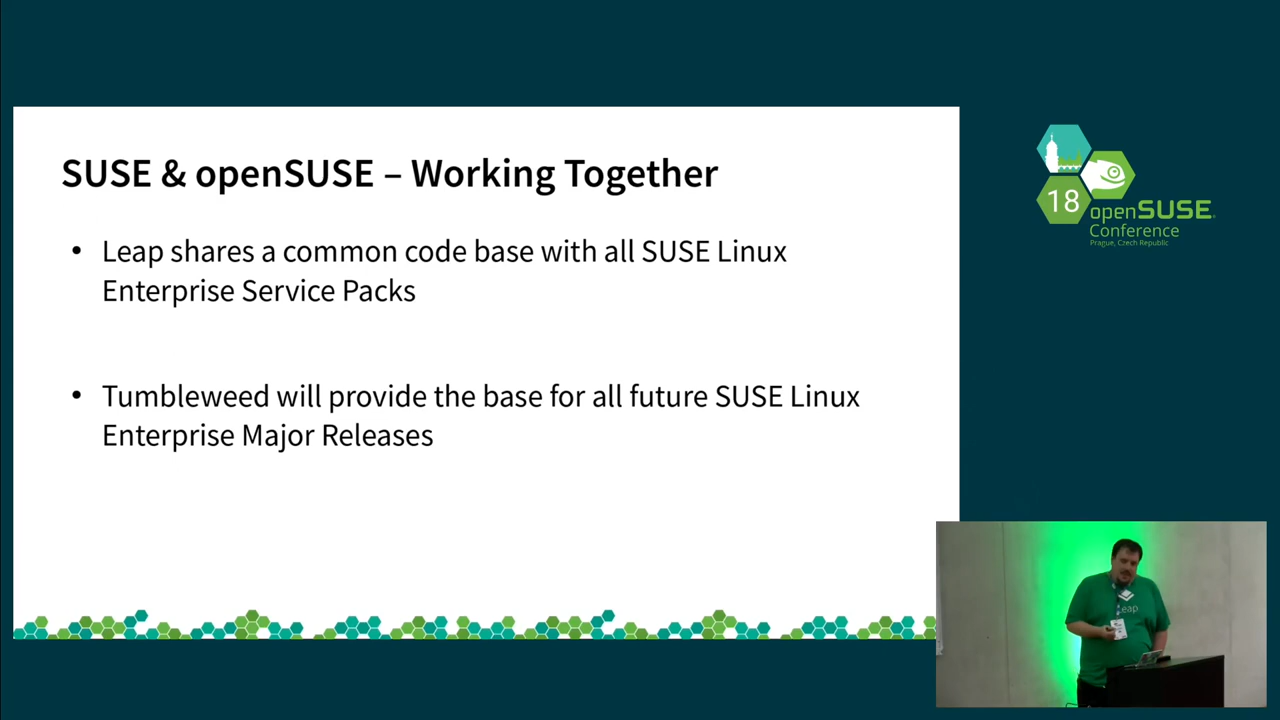 SUSE & openSUSE – Working Together
• Leap shares a common code base with all SUSE Linux
Enterprise Service Packs
• Tumbleweed will provide the base for all future SUSE Linux
Enterprise Major Releases
18
openSUSE
Conference
Prague, Czech Republic
Leap